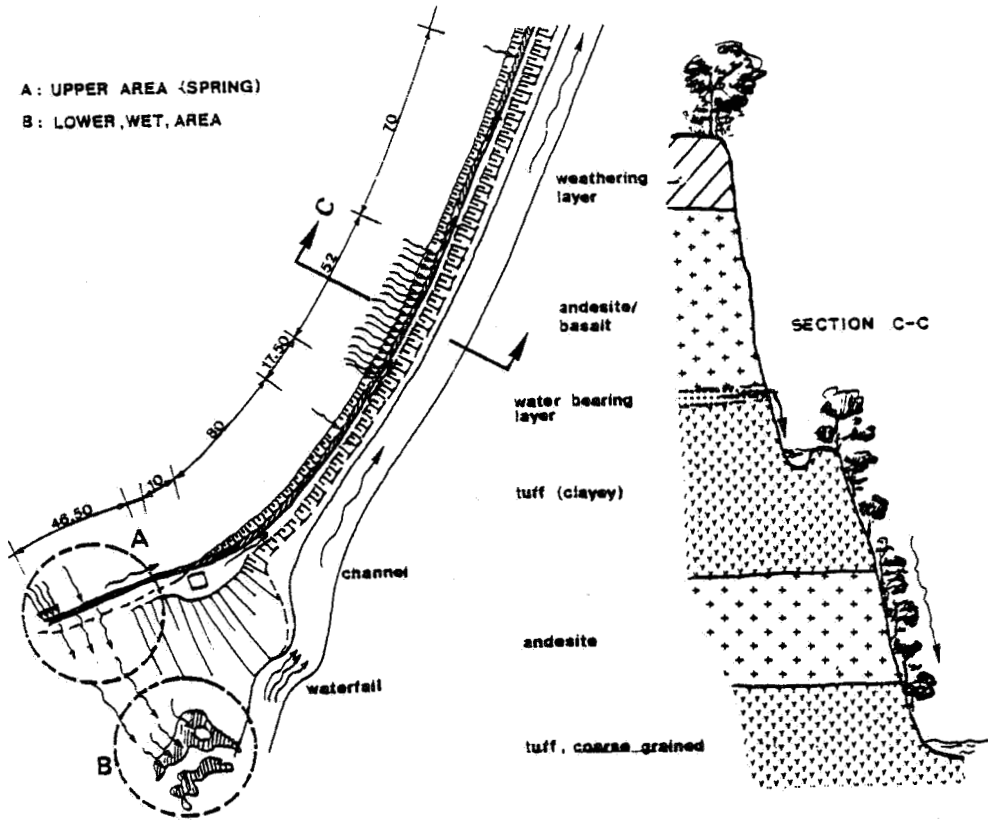 A: UPPER AREA (SPRING)
B: LOWER, WET, AREA
70
C
52
17.50
80
10
46.50
A
B
channel
waterfall
weathering
layer
andesite/
basalt
water bearing
layer
tuff (clayey)
andesite
tuff, coarse grained
SECTION C-C